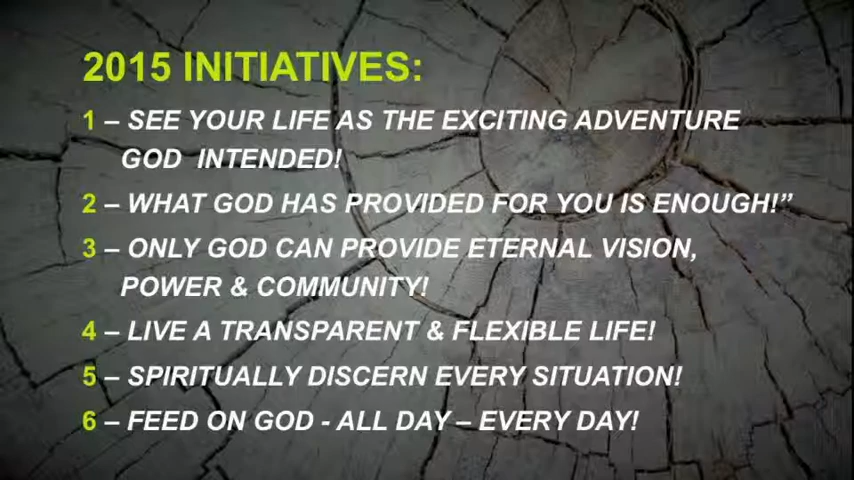 2015 INITIATIVES:
1 – SEE YOUR LIFE AS THE EXCITING ADVENTURE
GOD  INTENDED!
2 – WHAT GOD HAS PROVIDED FOR YOU IS ENOUGH!”
3 – ONLY GOD CAN PROVIDE ETERNAL VISION,
POWER & COMMUNITY!
4 – LIVE A TRANSPARENT & FLEXIBLE LIFE!
5 – SPIRITUALLY DISCERN EVERY SITUATION!
6 – FEED ON GOD - ALL DAY – EVERY DAY!